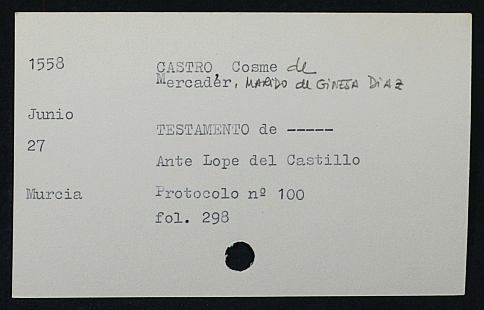 1558
CASTRO, Cosme de
Mercader, MARIDO de GINESA DIAZ
Junio
TESTAMENTO de -----
27
Ante Lope del Castillo
Murcia
Protocolo nº 100
fol. 298